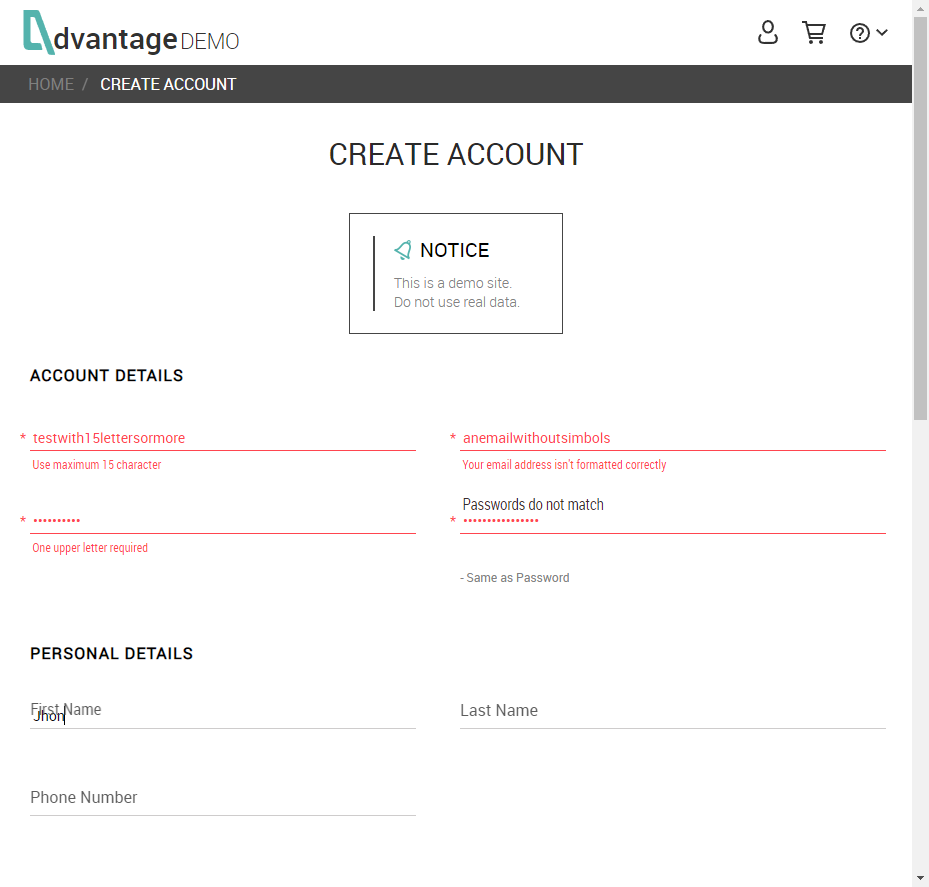 dvantage DEMO
HOME / CREATE ACCOUNT
CREATE ACCOUNT
NOTICE
This is a demo site.
Do not use real data.
ACCOUNT DETAILS
* testwith15lettersormore
* anemailwithoutsimbols
Use maximum 15 character
Your email address isn't formatted correctly
Passwords do not match
* ••••••••••
* ••••••••••••••••
One upper letter required
- Same as Password
PERSONAL DETAILS
First Name
Jhon
Last Name
Phone Number